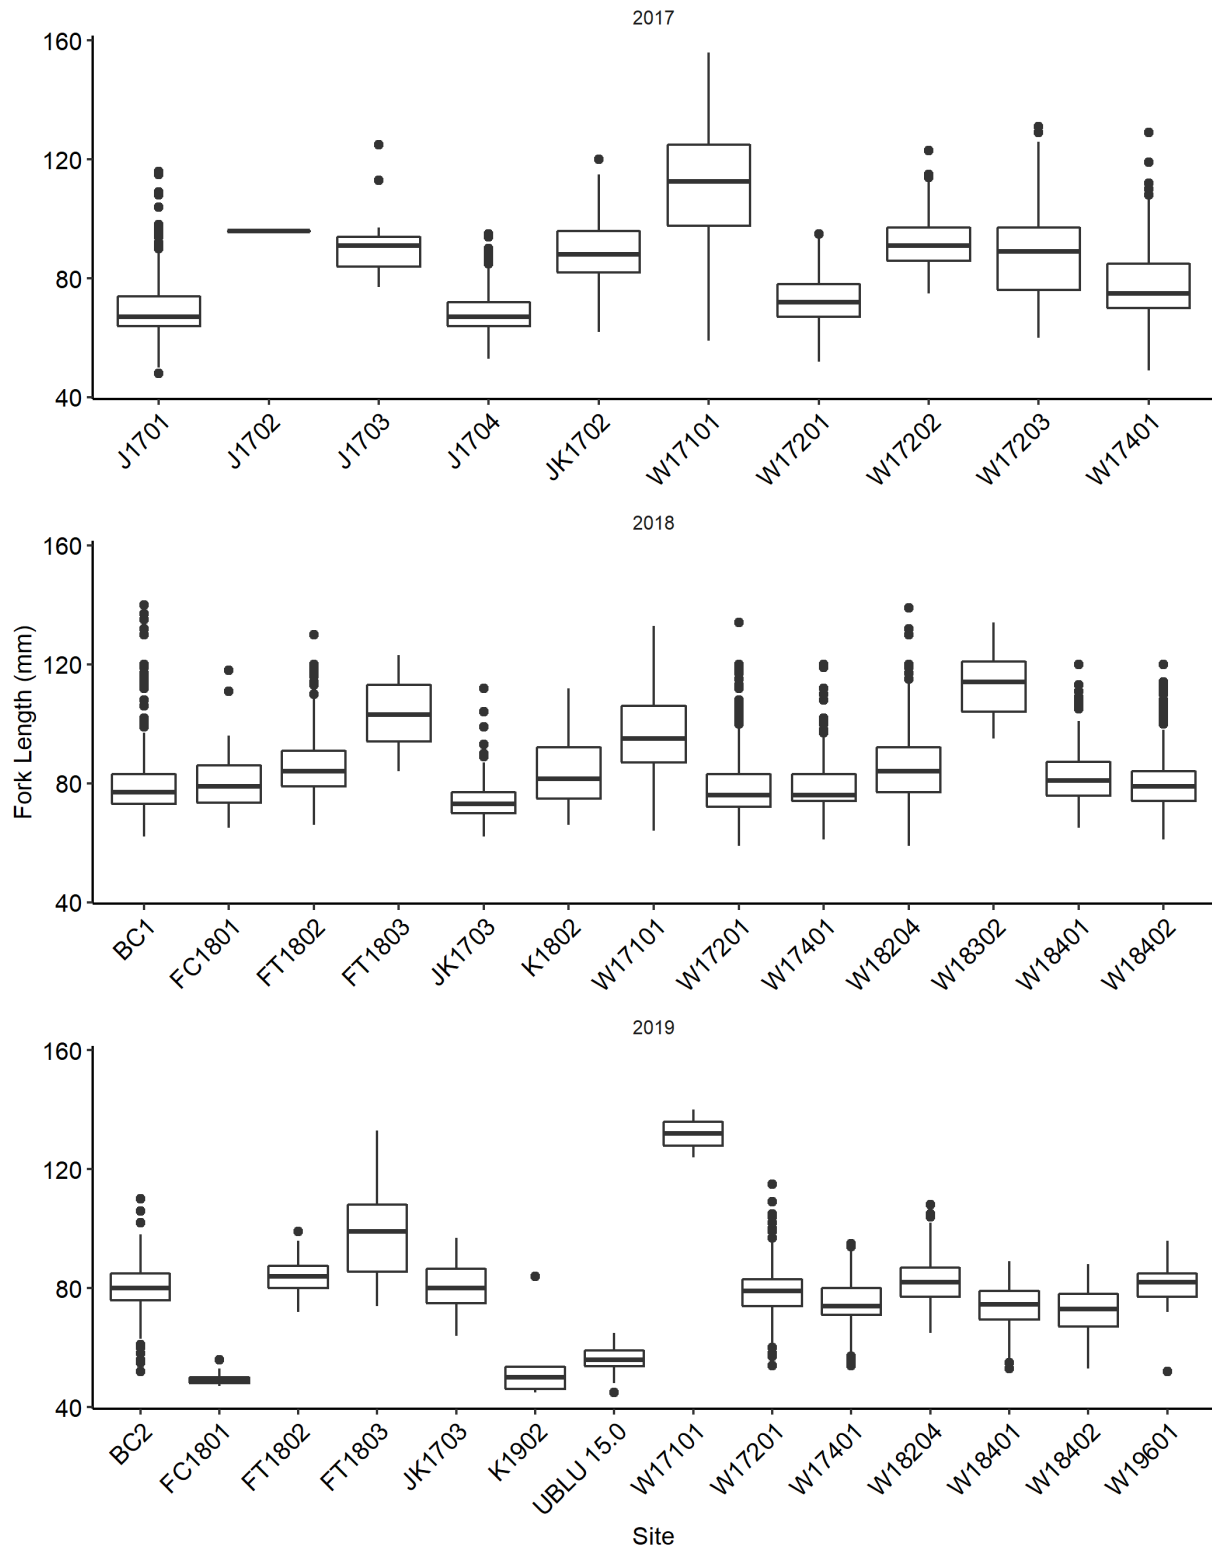 2017
160
120
80
40
J1701
J1702
J1703
J1704
JK1702
W17101
W17201
W17202
W17203
W17401
2018
Fork Length (mm)
160
120
80
40
BC1
FC1801
FT1802
FT1803
JK1703
K1802
W17101
W17201
W17401
W18204
W18302
W18401
W18402
2019
160
120
80
40
BC2
FC1801
FT1802
FT1803
JK1703
K1902
UBLU 15.0
W17101
W17201
W17401
W18204
W18401
W18402
W19601
Site